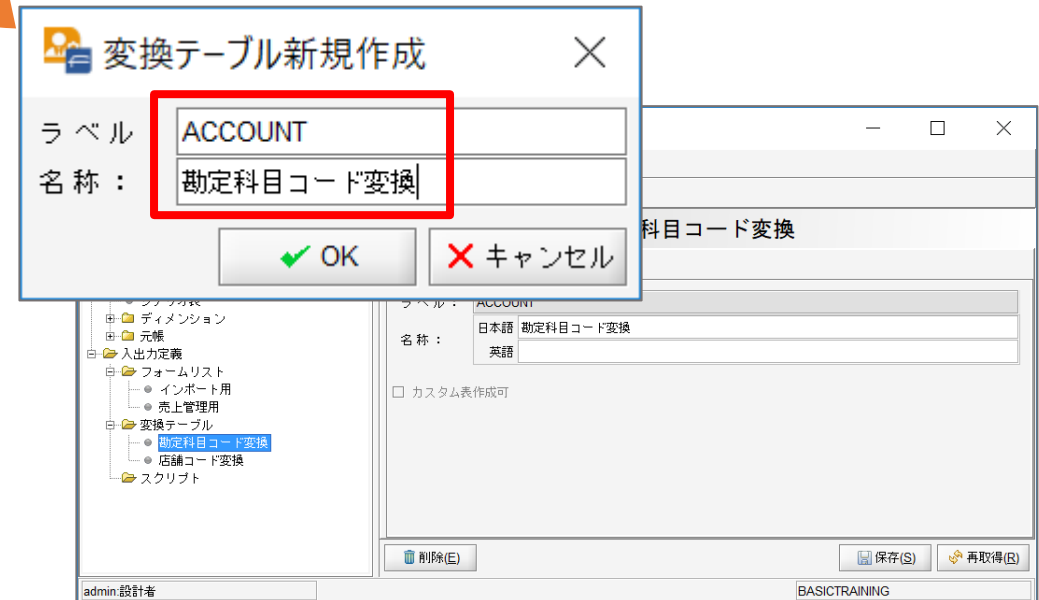 変換テーブル新規作成
ラベル
ACCOUNT
名称：
勘定科目コード変換
OK
キャンセル
科目コード変換
ディメンション
元帳
入出力定義
フォームリスト
インポート用
売上管理用
変換テーブル
勘定科目コード変換
店舗コード変換
スクリプト
ラベル：
ACCOUNT
名称：
日本語 勘定科目コード変換
英語
カスタム表作成可
削除(E)
保存(S)
再取得(R)
admin:設計者
BASICTRAINING